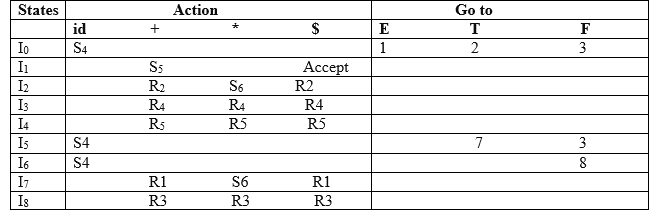 States Action Go to
id + * $ E T F
I0 S4 1 2 3
I1 S5 Accept
I2 R2 S6 R2
I3 R4 R4 R4
I4 R5 R5 R5
I5 S4 7 3
I6 S4 8
I7 R1 S6 R1
I8 R3 R3 R3